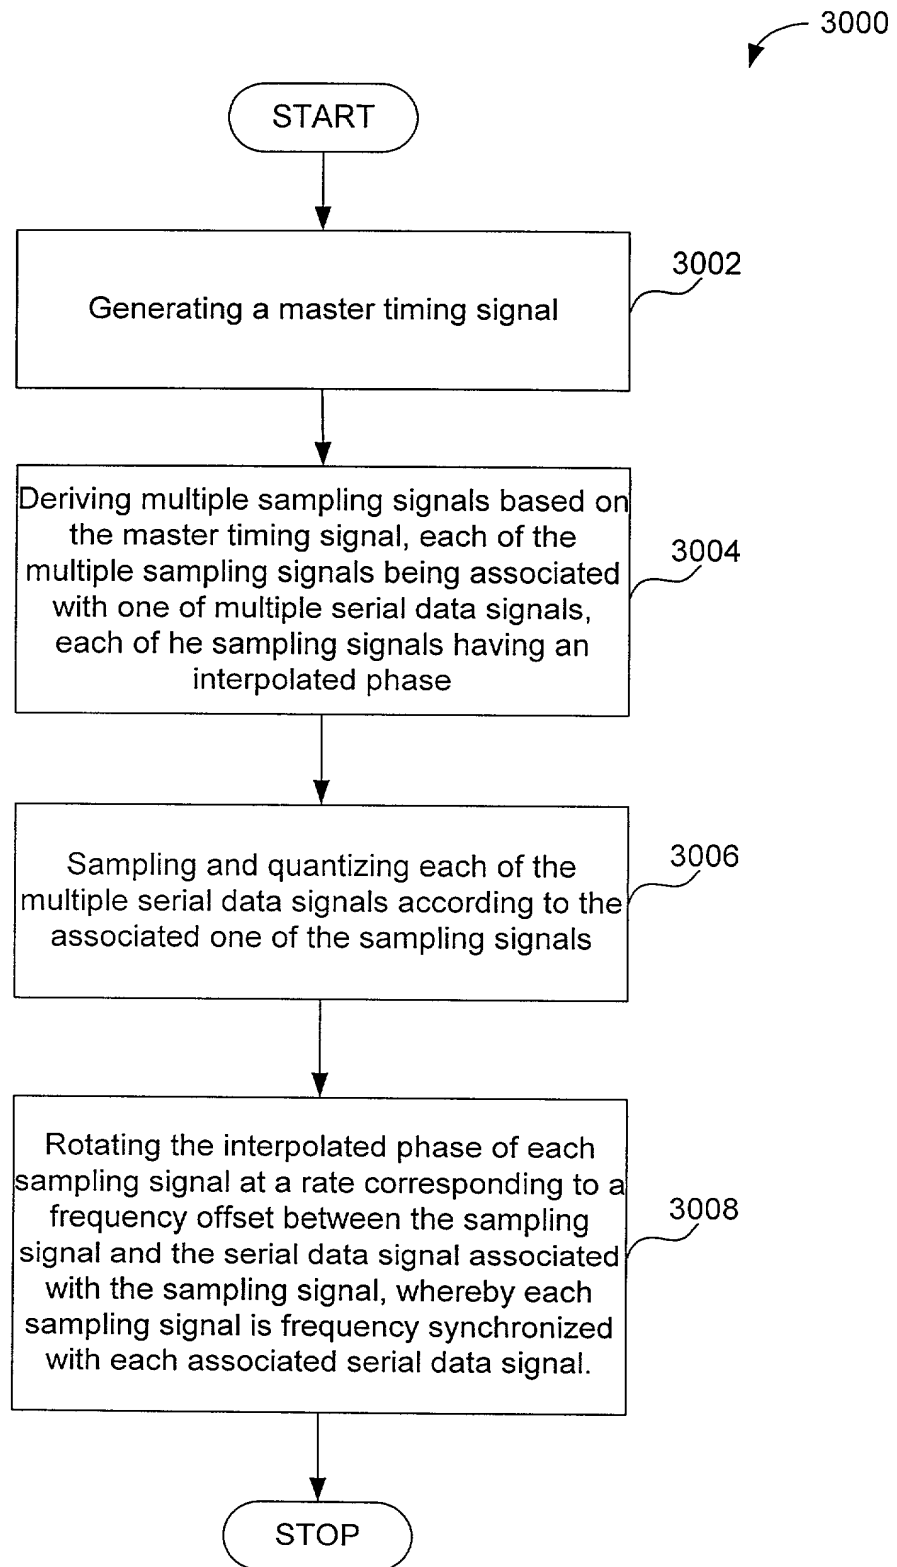 3000
START
3002
Generating a master timing signal
Deriving multiple sampling signals based on
the master timing signal, each of the
multiple sampling signals being associated
with one of multiple serial data signals,
each of he sampling signals having an
interpolated phase
3004
3006
Sampling and quantizing each of the
multiple serial data signals according to the
associated one of the sampling signals
Rotating the interpolated phase of each
sampling signal at a rate corresponding to a
frequency offset between the sampling
signal and the serial data signal associated
with the sampling signal, whereby each
sampling signal is frequency synchronized
with each associated serial data signal.
3008
STOP